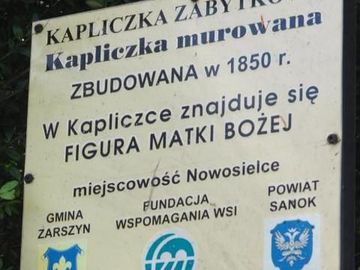 KAPLICZKA ZABYTKOWA
Kapliczka murowana
ZBUDOWANA w 1850 r.
W Kapliczce znajduje się
FIGURA MATKI BOŻEJ
miejscowość Nowosielce
GMINA ZARSZYN
FUNDACJA WSPOMAGANIA WSI
POWIAT SANOK